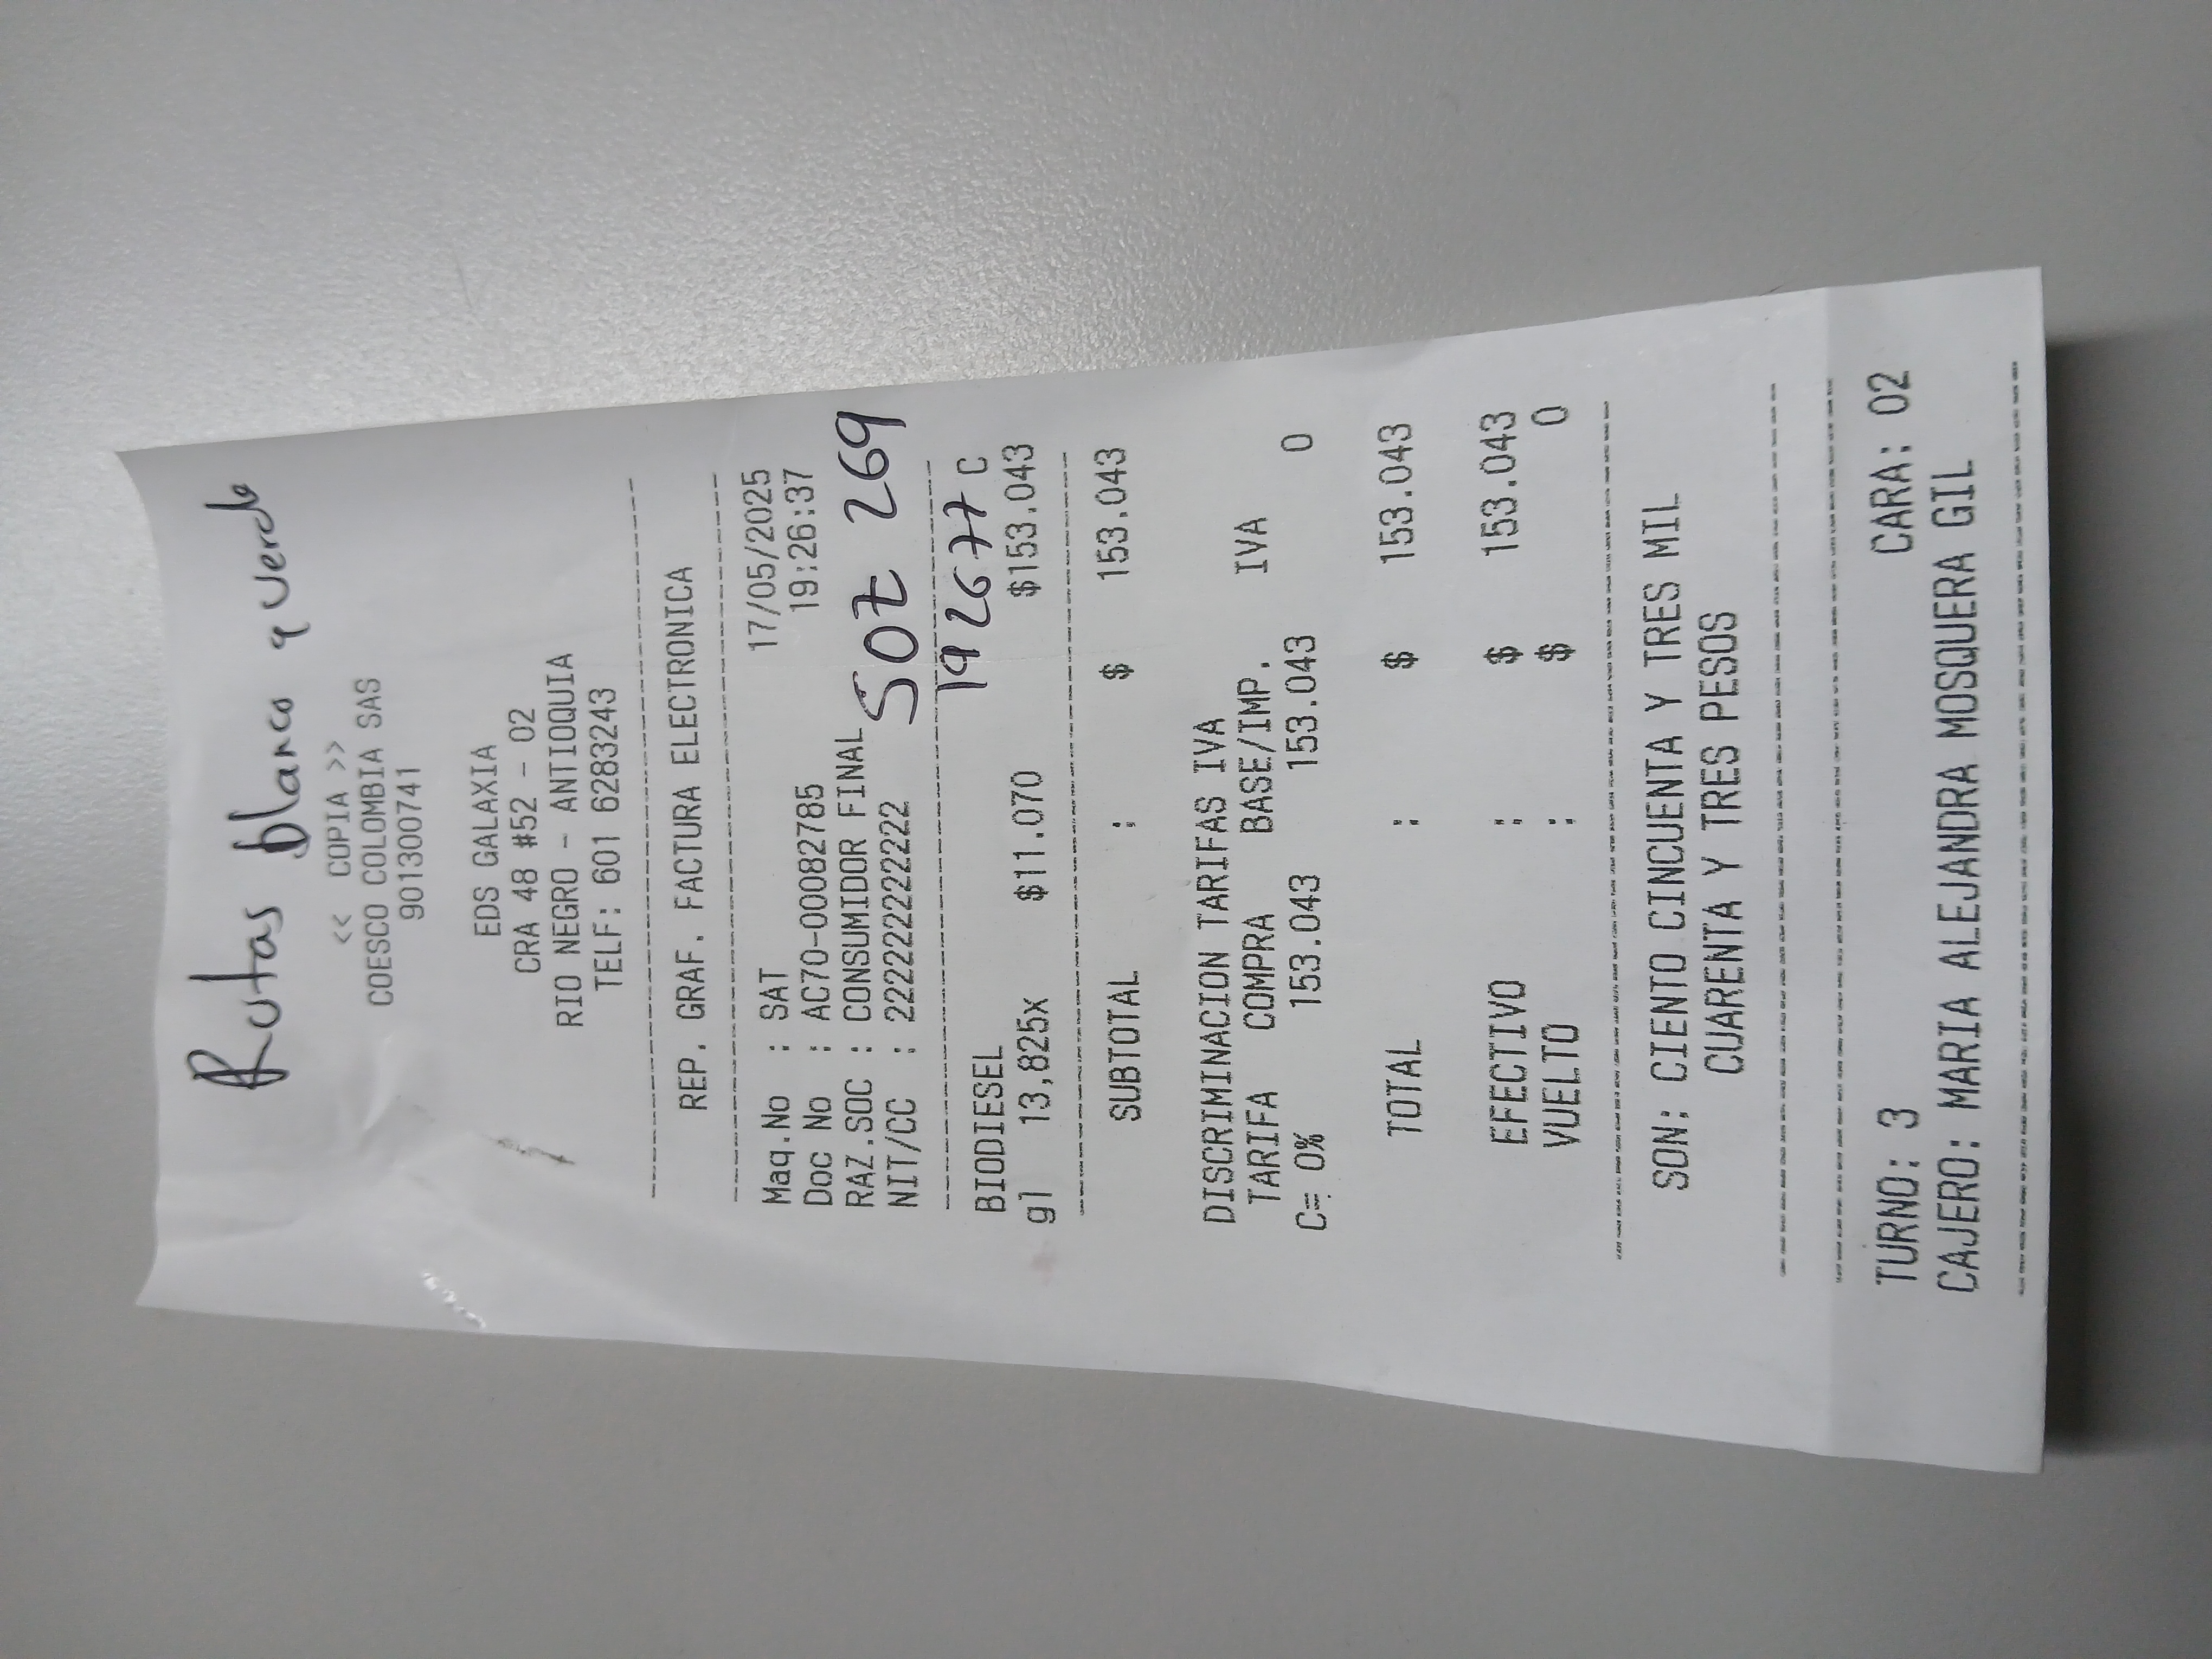 Rutas blanco y verde
<< COPIA >>
COESCO COLOMBIA SAS
901300741
EDS GALAXIA
CRA 48 #52 - 02
RIO NEGRO - ANTIOQUIA
TELF: 601 6283243
REP. GRAF. FACTURA ELECTRONICA
Maq.No : SAT 17/05/2025
Doc No : AC70-00082785 19:26:37
RAZ.SOC : CONSUMIDOR FINAL
NIT/CC : 222222222222
SOZ 269
192677
BIODIESEL C
gl 13,825x $11.070 $153.043
SUBTOTAL : $ 153.043
DISCRIMINACION TARIFAS IVA
TARIFA COMPRA BASE/IMP. IVA
C= 0% 153.043 153.043 0
TOTAL : $ 153.043
EFECTIVO : $ 153.043
VUELTO : $ 0
SON: CIENTO CINCUENTA Y TRES MIL
CUARENTA Y TRES PESOS
TURNO: 3 CARA: 02
CAJERO: MARIA ALEJANDRA MOSQUERA GIL